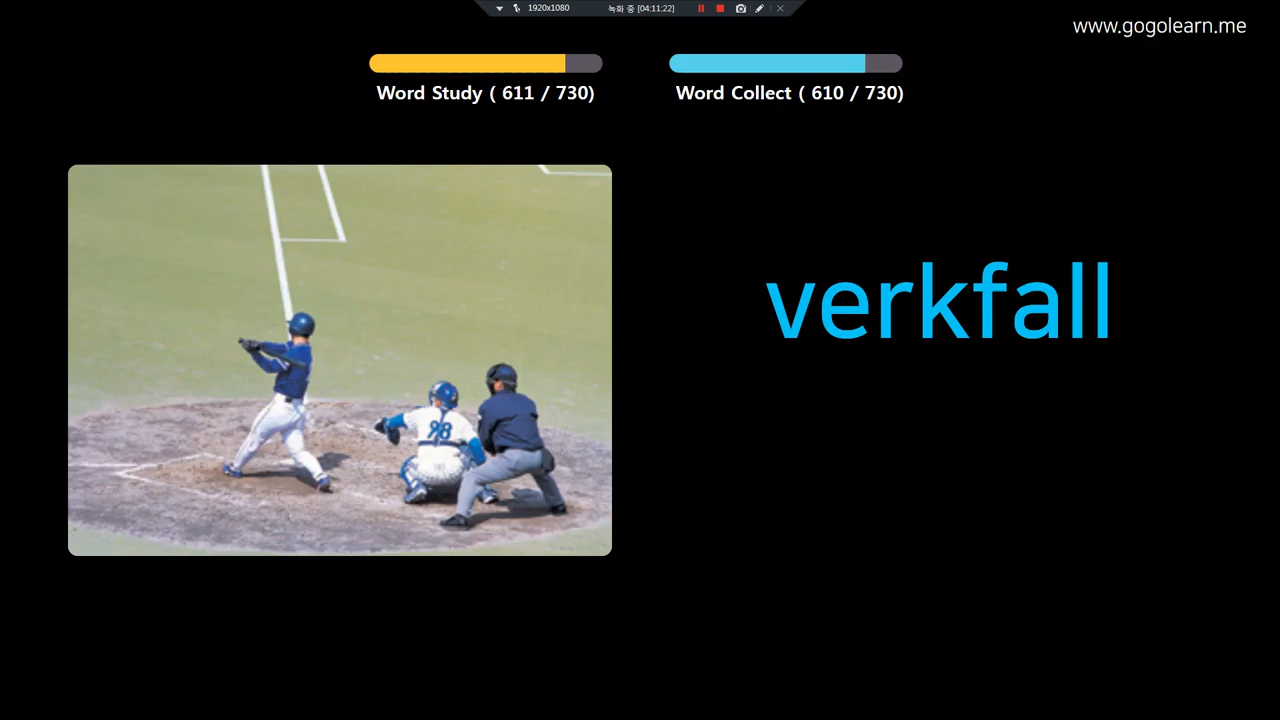 1920x1080
녹화 중 [04:11:22]
www.gogolearn.me
Word Study ( 611 / 730)
Word Collect ( 610 / 730)
98
verkfall